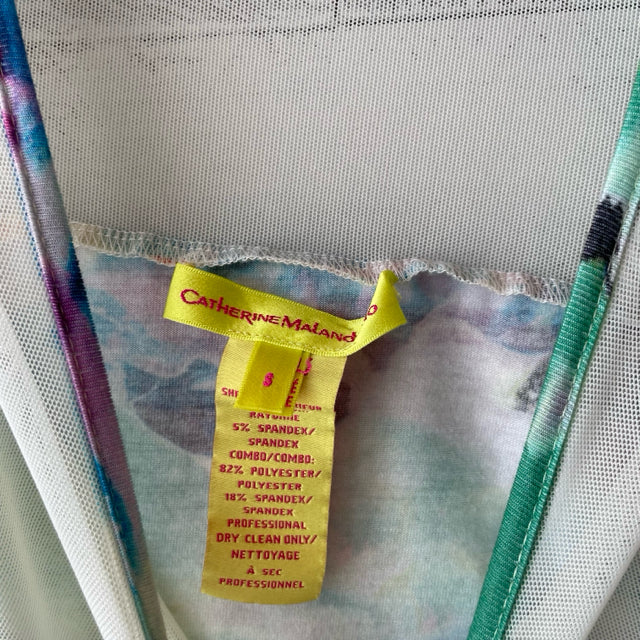 CATHERINE MALAND
S
RAYONNE
5% SPANDEX/
SPANDEX
COMBO/COMBO:
82% POLYESTER/
POLYESTER
18% SPANDEX/
SPANDEX
PROFESSIONAL
DRY CLEAN ONLY/
NETTOYAGE
À SEC
PROFESSIONNEL